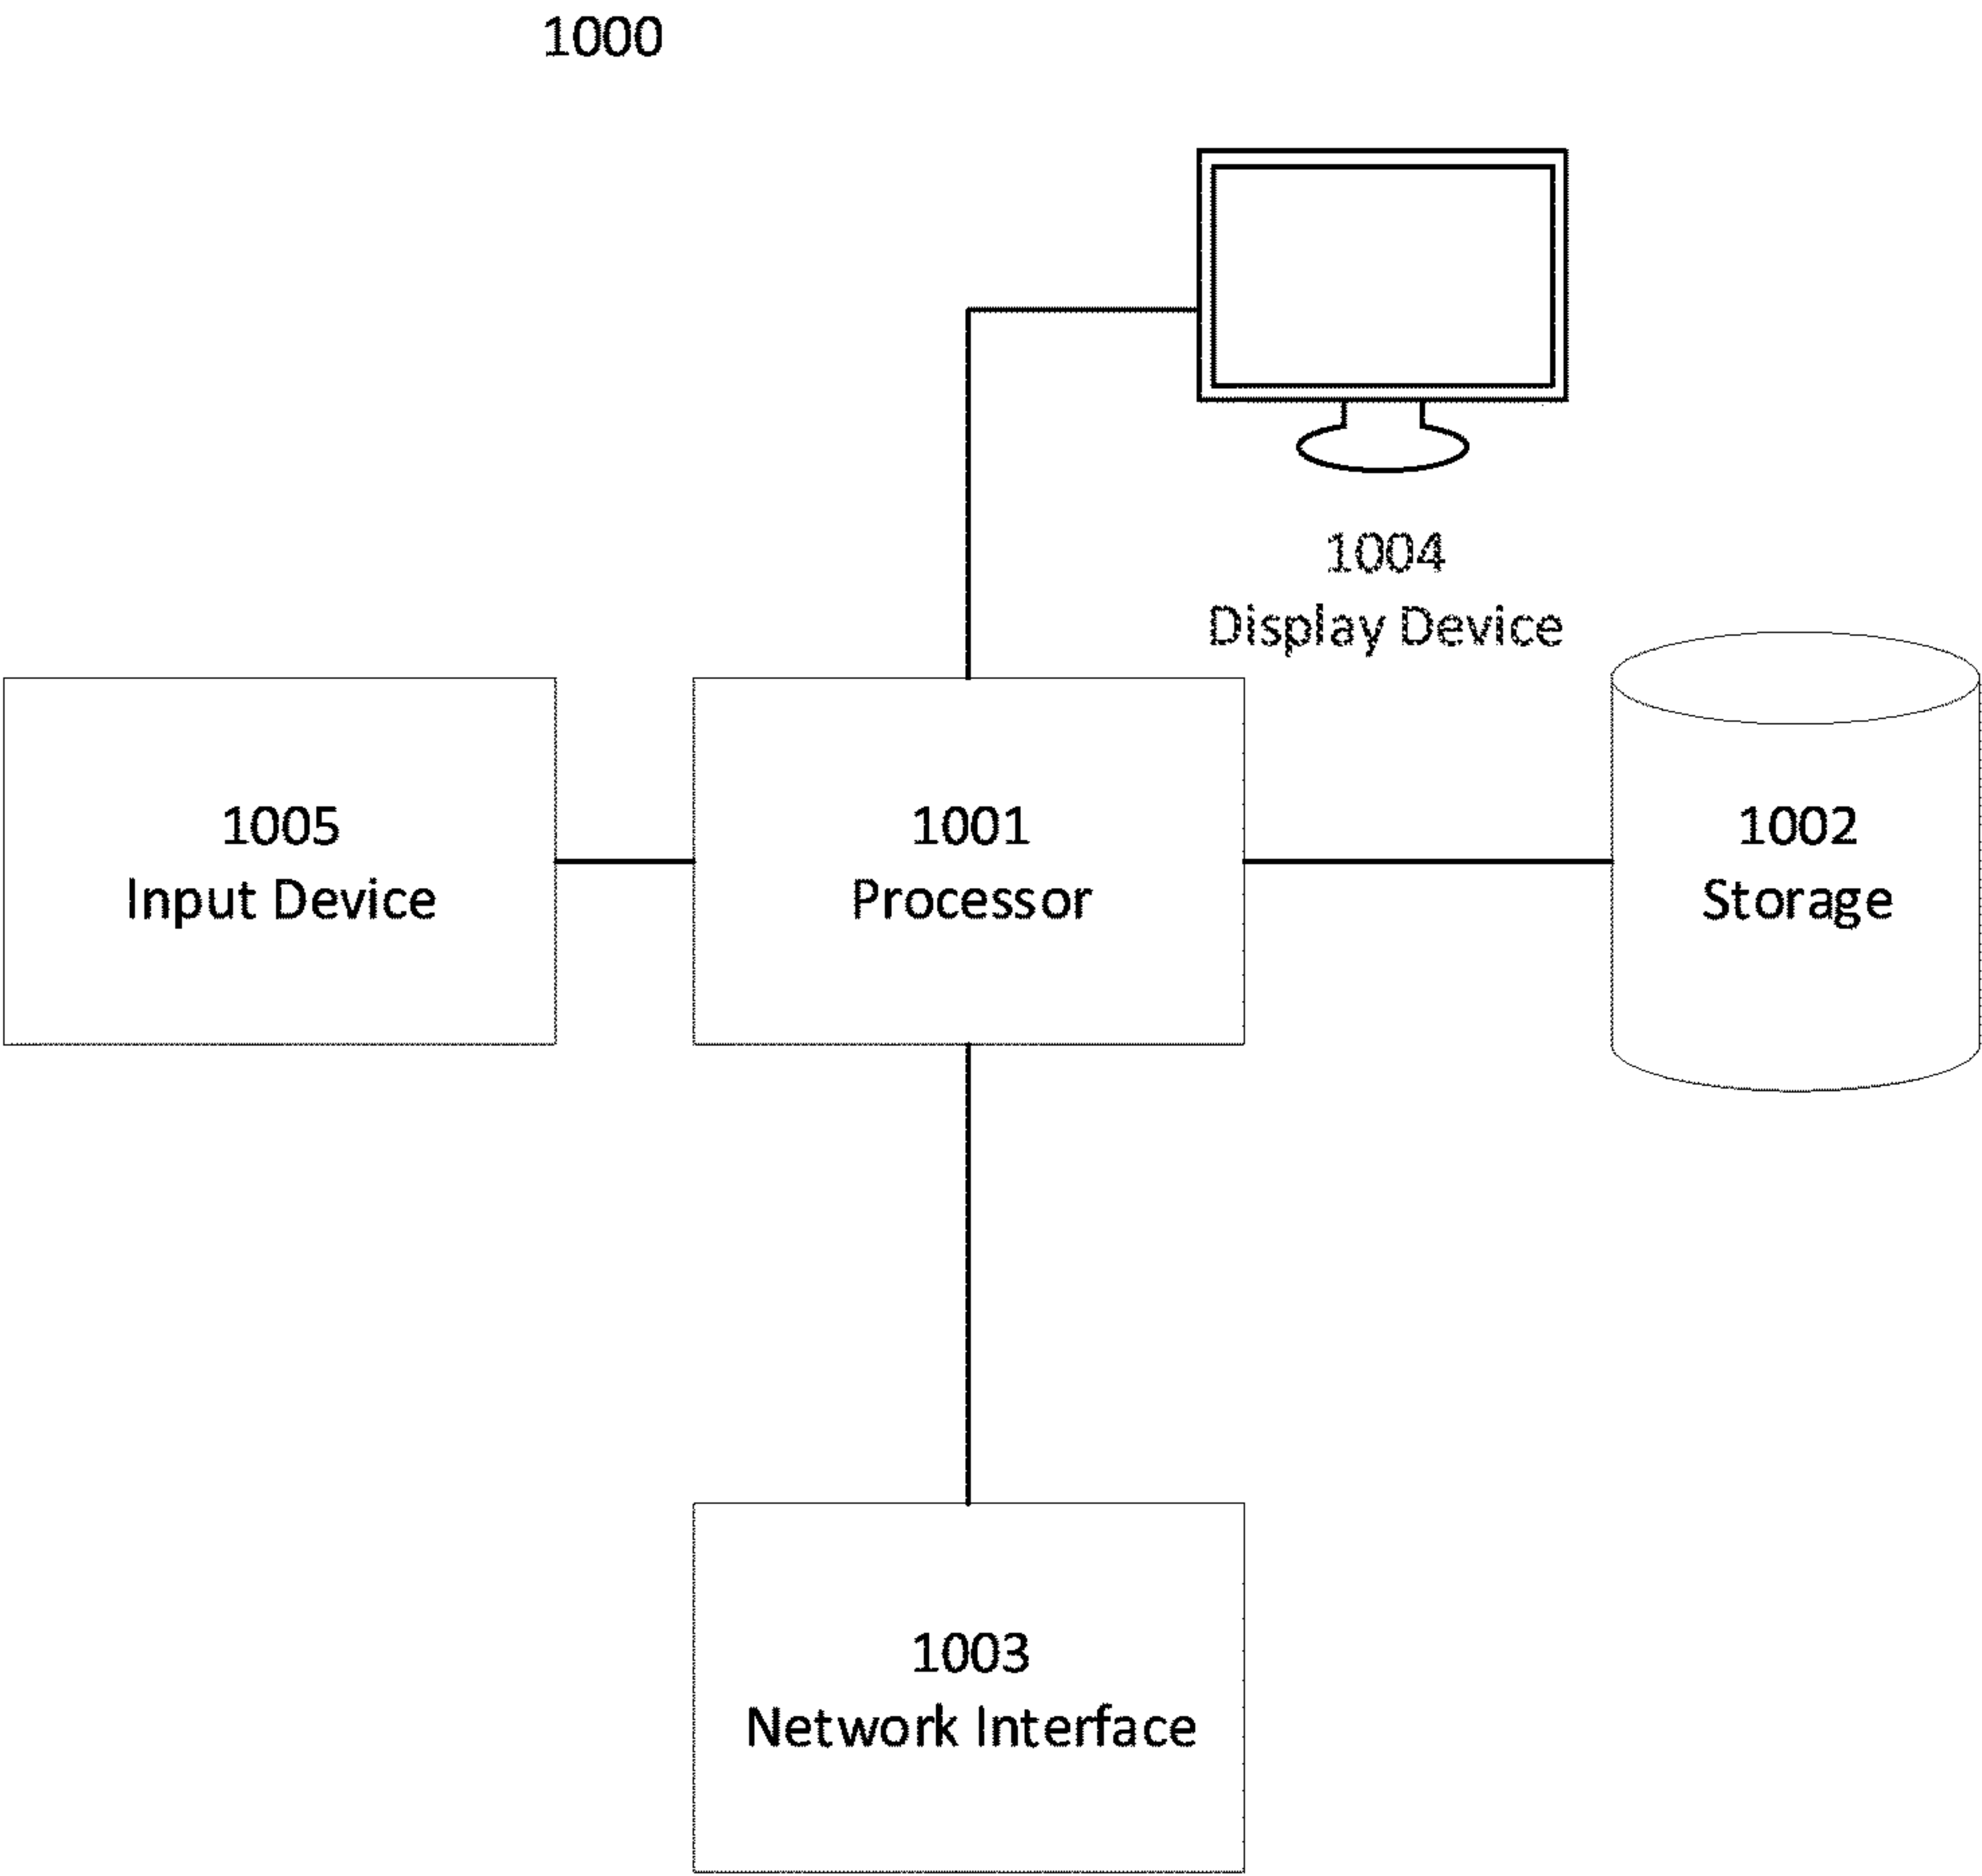 1000
1004
Display Device
1005
Input Device
1001
Processor
1002
Storage
1003
Network Interface